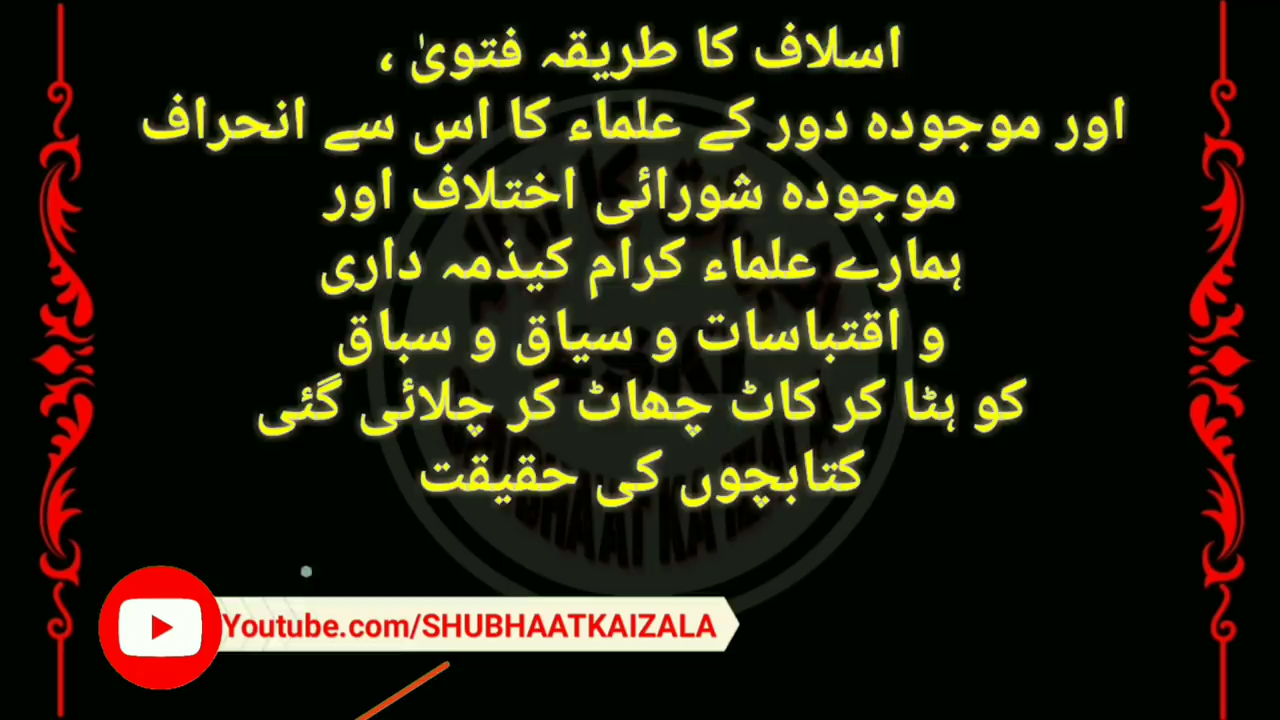 اسلاف کا طریقہ فتویٰ ،
اور موجودہ دور کے علماء کا اس سے انحراف
موجودہ شورائی اختلاف اور
ہمارے علماء کرام کیذمہ داری
و اقتباسات و سیاق و سباق
کو ہٹا کر کاٹ چھاٹ کر چلائی گئی
کتابچوں کی حقیقت
Youtube.com/SHUBHAATKAIZALA